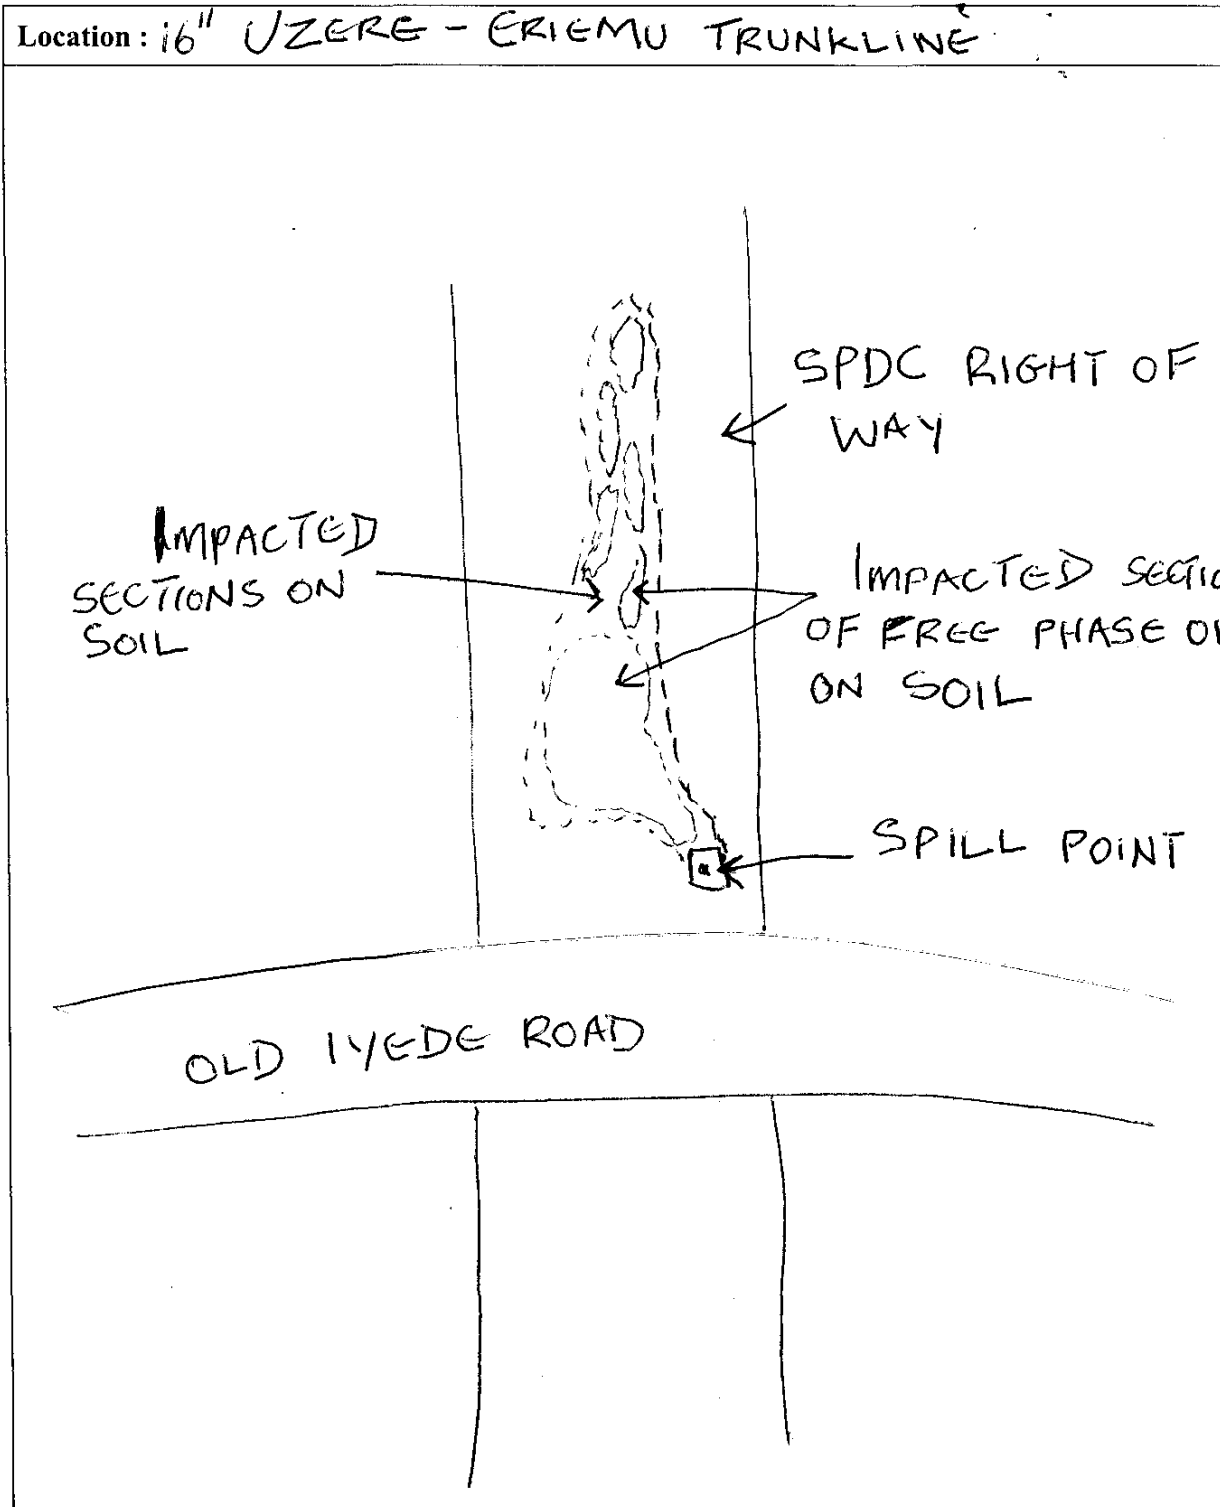 Location : 16" UZERE - ERIEMU TRUNKLINE
SPDC RIGHT OF
WAY
IMPACTED
SECTIONS ON
SOIL
IMPACTED
OF FREE PHASE
ON SOIL
SPILL POINT
OLD IYEDE ROAD